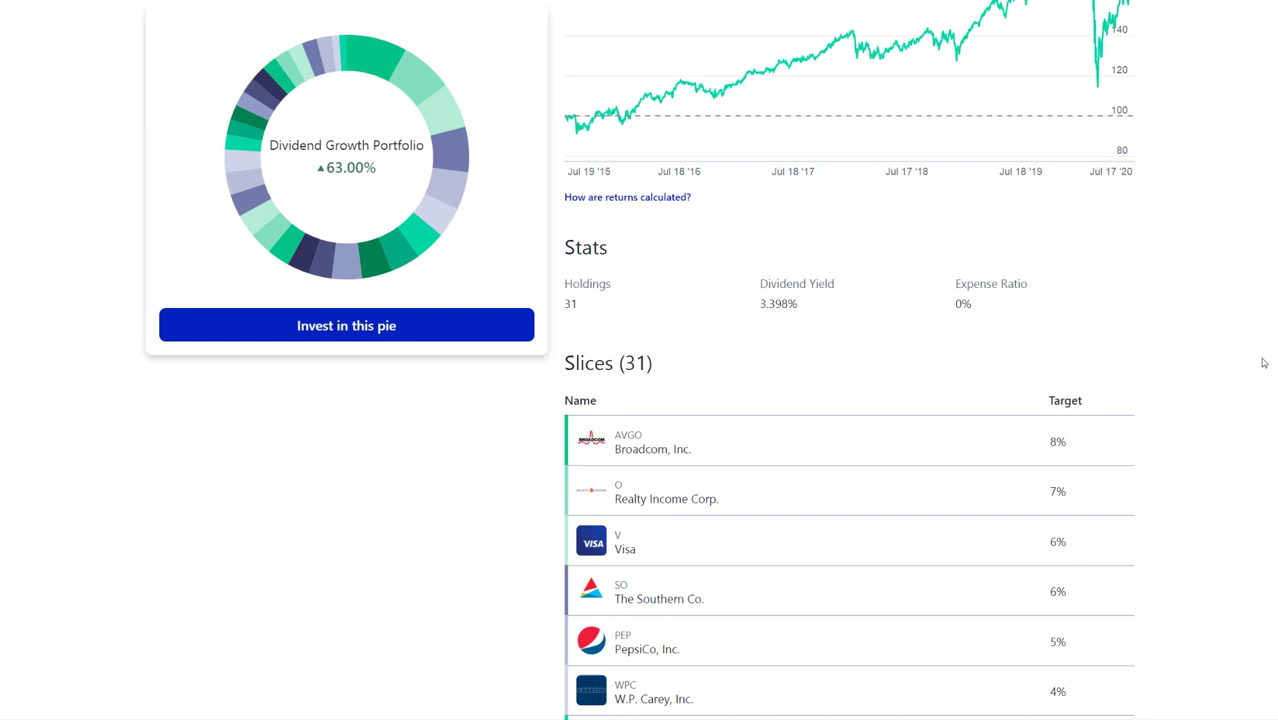 Dividend Growth Portfolio
▲63.00%
Invest in this pie
140
120
100
80
Jul 19 '15
Jul 18 '16
Jul 18 '17
Jul 17 '18
Jul 18 '19
Jul 17 '20
How are returns calculated?
Stats
Holdings
Dividend Yield
Expense Ratio
31
3.398%
0%
Slices (31)
Name
Target
BROADCOM
AVGO
Broadcom, Inc.
8%
O
Realty Income Corp.
7%
VISA
V
Visa
6%
SO
The Southern Co.
6%
PEP
PepsiCo, Inc.
5%
WPC
W.P. Carey, Inc.
4%